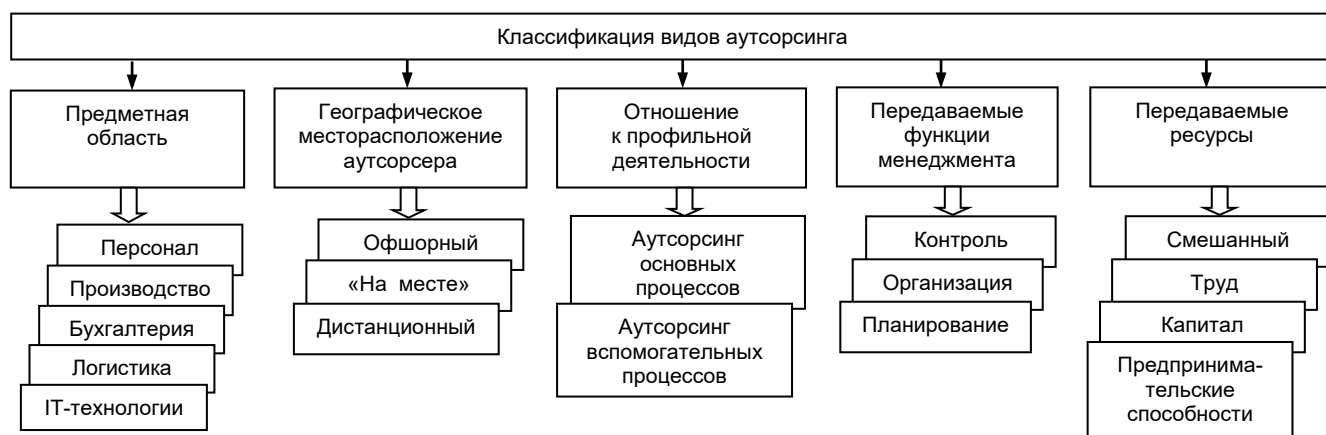 Классификация видов аутсорсинга
Предметная
область
Географическое
месторасположение
аутсорсера
Отношение
к профильной
деятельности
Передаваемые
функции
менеджмента
Передаваемые
ресурсы
Персонал
Производство
Бухгалтерия
Логистика
IT-технологии
Офшорный
«На месте»
Дистанционный
Аутсорсинг
основных
процессов
Аутсорсинг
вспомогательных
процессов
Контроль
Организация
Планирование
Смешанный
Труд
Капитал
Предпринима-
тельские
способности